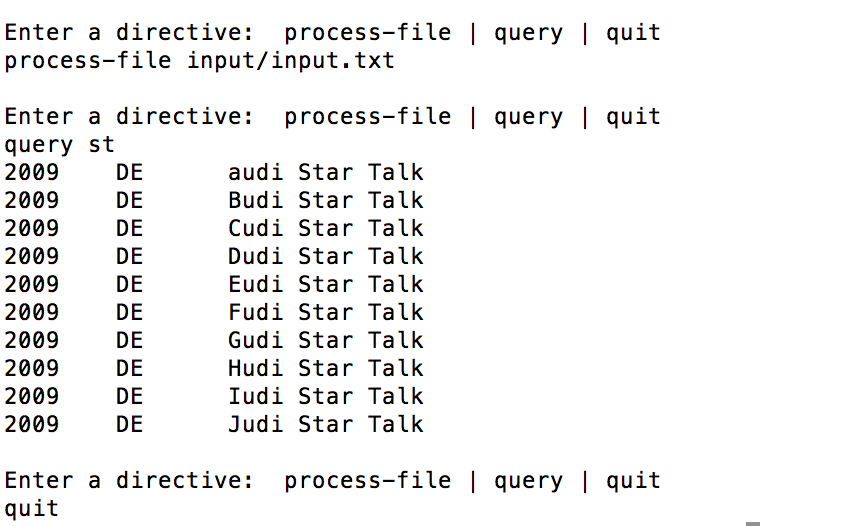 Enter a directive:  process-file | query | quit
process-file input/input.txt
Enter a directive:  process-file | query | quit
query st
2009    DE      audi Star Talk
2009    DE      Budi Star Talk
2009    DE      Cudi Star Talk
2009    DE      Dudi Star Talk
2009    DE      Eudi Star Talk
2009    DE      Fudi Star Talk
2009    DE      Gudi Star Talk
2009    DE      Hudi Star Talk
2009    DE      Iudi Star Talk
2009    DE      Judi Star Talk
Enter a directive:  process-file | query | quit
quit